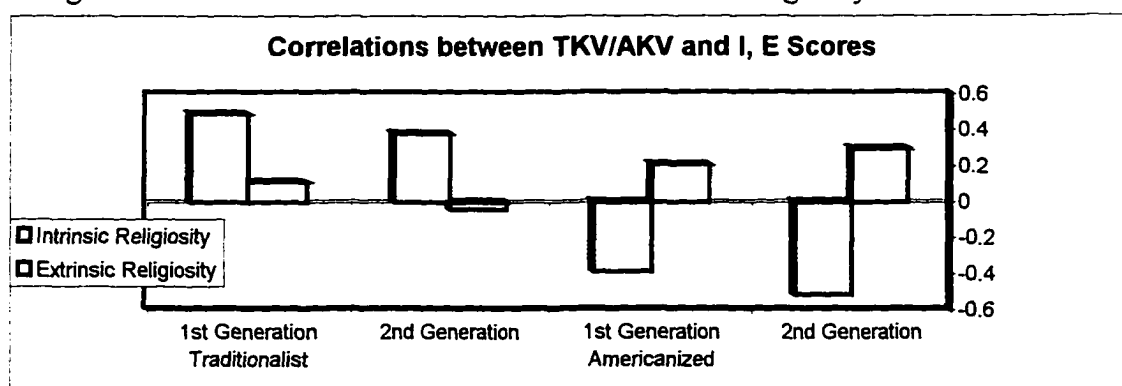 Correlations between TKV/AKV and I, E Scores
0.6
0.4
0.2
0
-0.2
-0.4
-0.6
Intrinsic Religiosity
Extrinsic Religiosity
1st Generation 2nd Generation 1st Generation 2nd Generation
Traditionalist Americanized